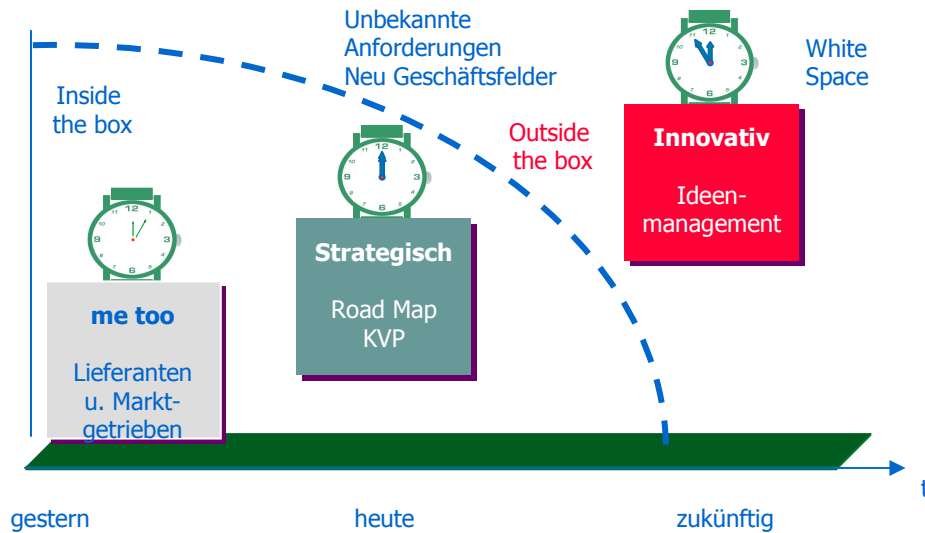 Unbekannte
Anforderungen
Neu Geschäftsfelder
White
Space
Inside
the box
Outside
the box
Innovativ
Ideen-
management
Strategisch
Road Map
KVP
me too
Lieferanten
u. Markt-
getrieben
t
gestern
heute
zukünftig